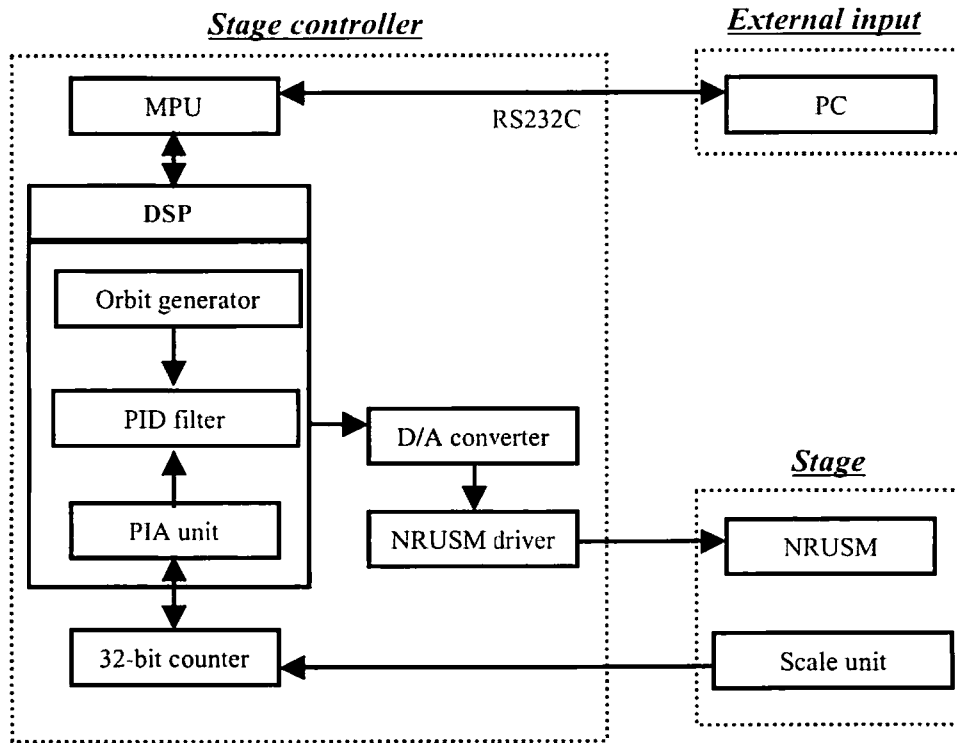 Stage controller
External input
MPU
RS232C
PC
DSP
Orbit generator
PID filter
D/A converter
Stage
PIA unit
NRUSM driver
NRUSM
32-bit counter
Scale unit